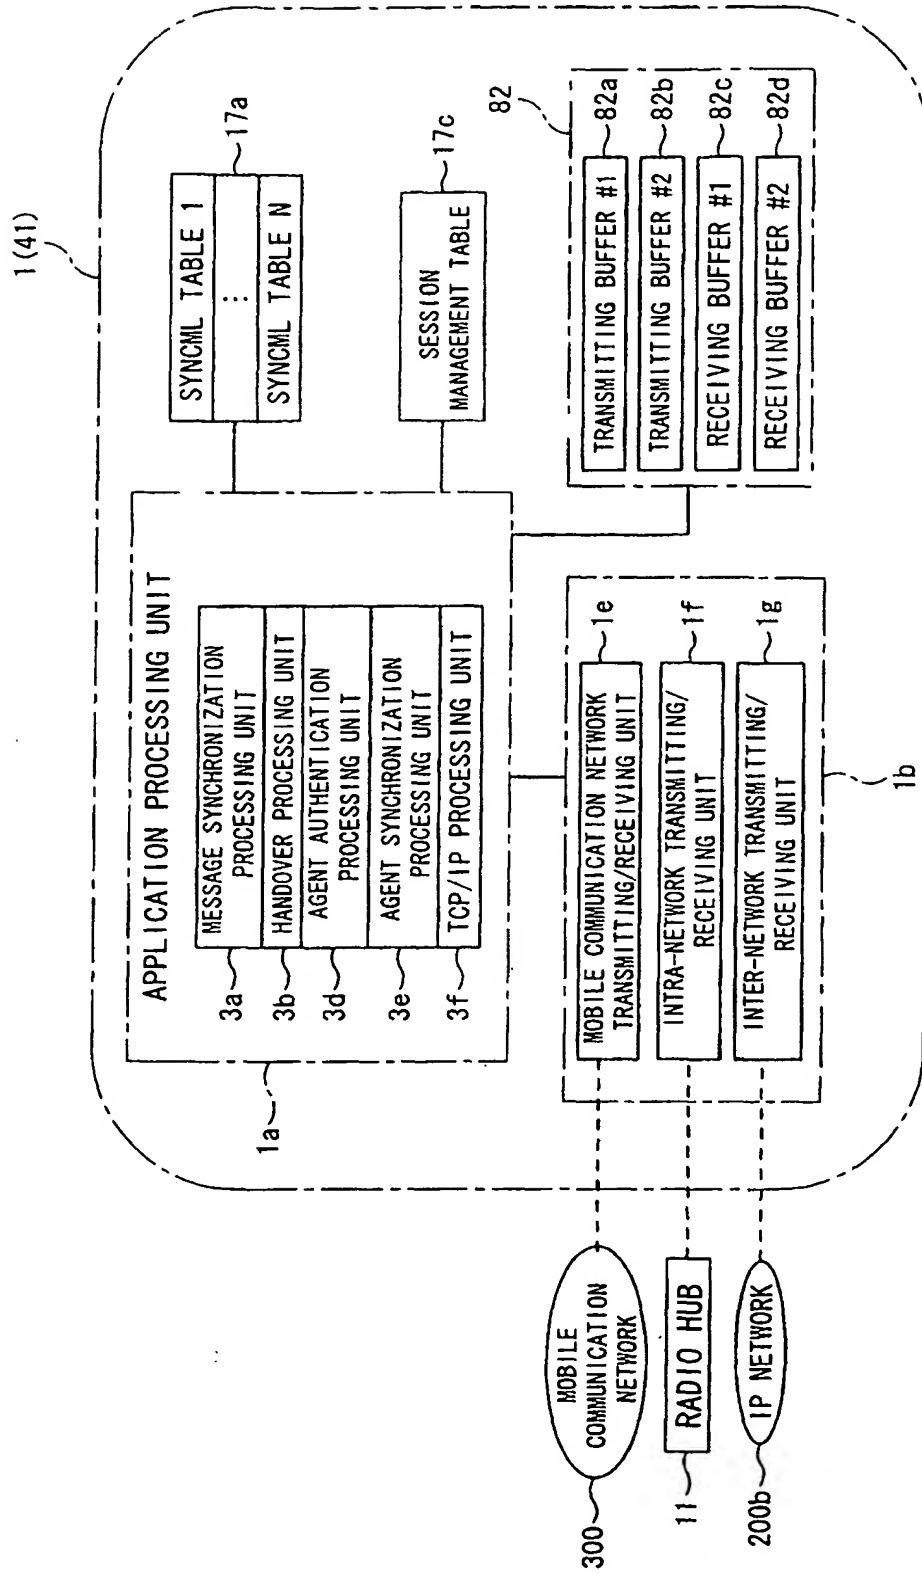 1(41)
APPLICATION PROCESSING UNIT
1a
3a
MESSAGE SYNCHRONIZATION
PROCESSING UNIT
3b
HANDOVER PROCESSING UNIT
3d
AGENT AUTHENTICATION
PROCESSING UNIT
3e
AGENT SYNCHRONIZATION
PROCESSING UNIT
3f
TCP/IP PROCESSING UNIT
SYNCML TABLE 1
⋮
SYNCML TABLE N
17a
SESSION
MANAGEMENT TABLE
17c
300
MOBILE
COMMUNICATION
NETWORK
11
RADIO HUB
200b
IP NETWORK
MOBILE COMMUNICATION NETWORK
TRANSMITTING/RECEIVING UNIT
1e
INTRA-NETWORK TRANSMITTING/
RECEIVING UNIT
1f
INTER-NETWORK TRANSMITTING/
RECEIVING UNIT
1g
1b
82
TRANSMITTING BUFFER #1
82a
TRANSMITTING BUFFER #2
82b
RECEIVING BUFFER #1
82c
RECEIVING BUFFER #2
82d